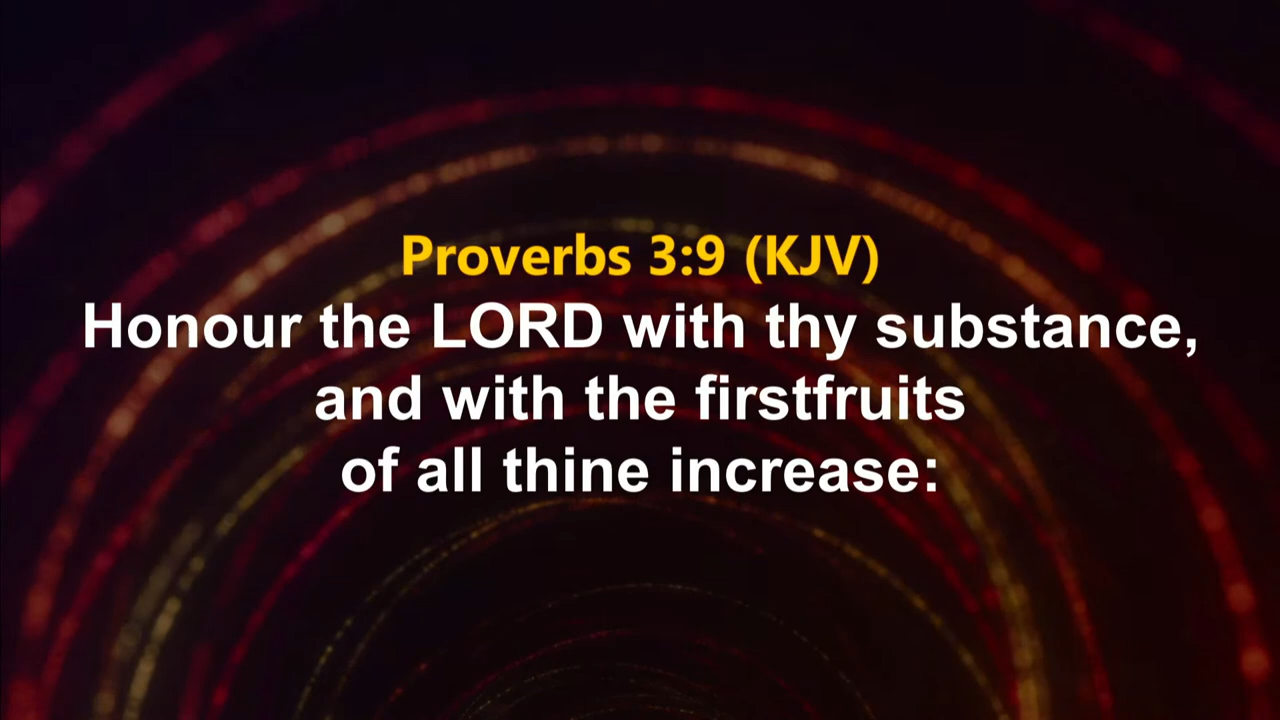 Proverbs 3:9 (KJV)
Honour the LORD with thy substance,
and with the firstfruits
of all thine increase: